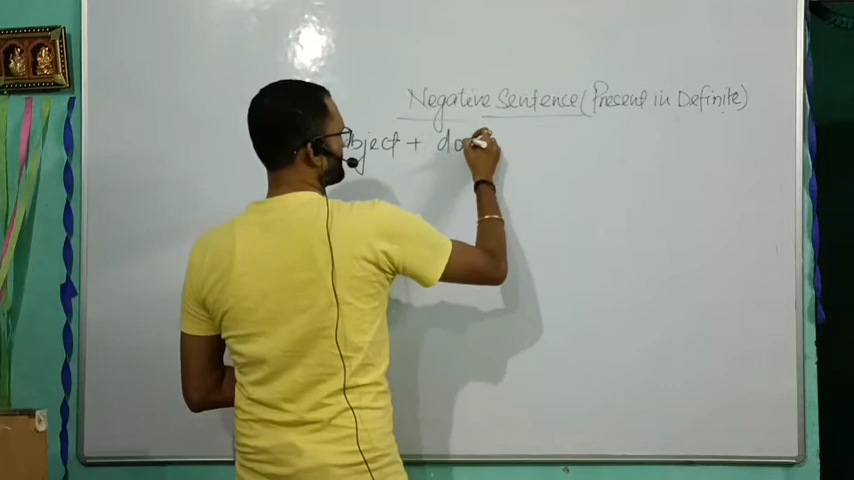 Negative Sentence (Present in Definite)
bject + do